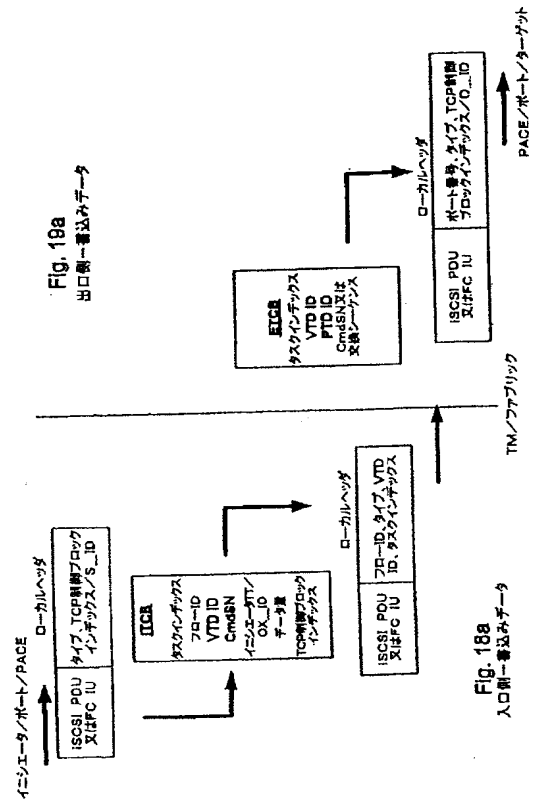 イニシエータ/ポート/PACE
ローカルヘッダ
iSCSI PDU
又はFC IU
タイプ、TCP制御ブロック
インデックス/S_ID
ITCB
タスクインデックス
フローID
VTD ID
CmdSN
イニシエータTT/
OX_ID
データ量
TCP制御ブロック
インデックス
ローカルヘッダ
iSCSI PDU
又はFC IU
フローID、タイプ、VTD
ID、タスクインデックス
Fig. 18a
入口側ー書込みデータ
TM/ファブリック
Fig. 19a
出口側ー書込みデータ
ETCB
タスクインデックス
VTD ID
PTD ID
CmdSN又は
交換シーケンス
ローカルヘッダ
iSCSI PDU
又はFC IU
ポート番号、タイプ、TCP制御
ブロックインデックス/D_ID
PACE/ポート/ターゲット